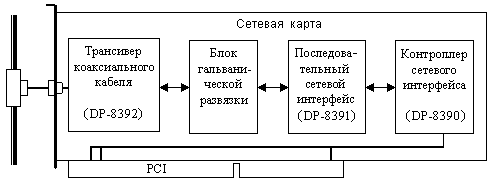 Сетевая карта
Трансивер
коаксиального
кабеля
(DP-8392)
Блок
гальвани-
ческой
развязки
Последова-
тельный
сетевой
интерфейс
(DP-8391)
Контроллер
сетевого
интерфейса
(DP-8390)
PCI